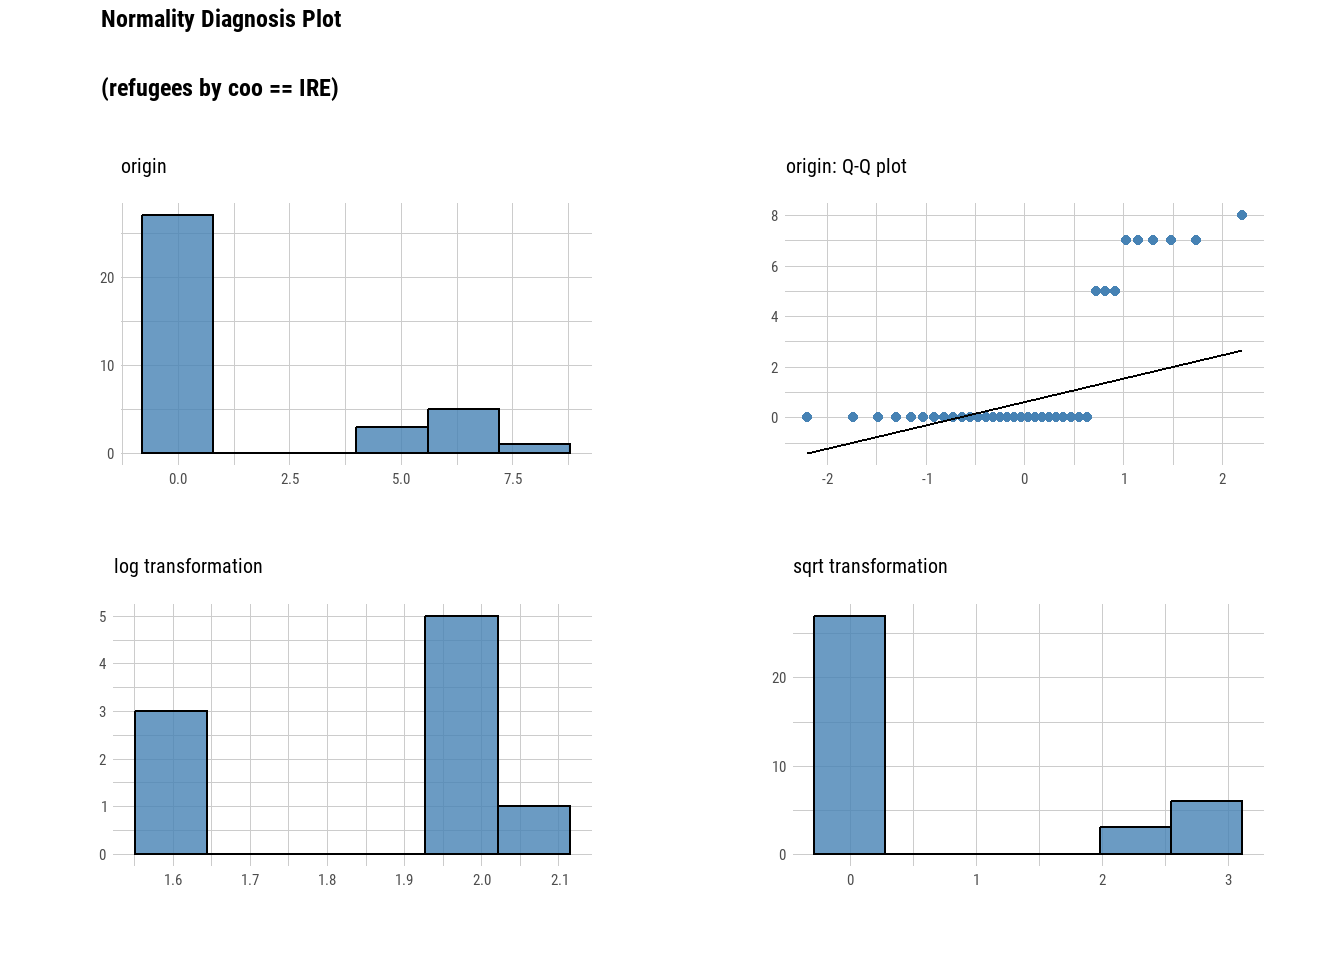 Normality Diagnosis Plot
(refugees by coo == IRE)
origin
20
10
0
0.0 2.5 5.0 7.5
origin: Q-Q plot
8
6
4
2
0
-2 -1 0 1 2
log transformation
5
4
3
2
1
0
1.6 1.7 1.8 1.9 2.0 2.1
sqrt transformation
20
10
0
0 1 2 3